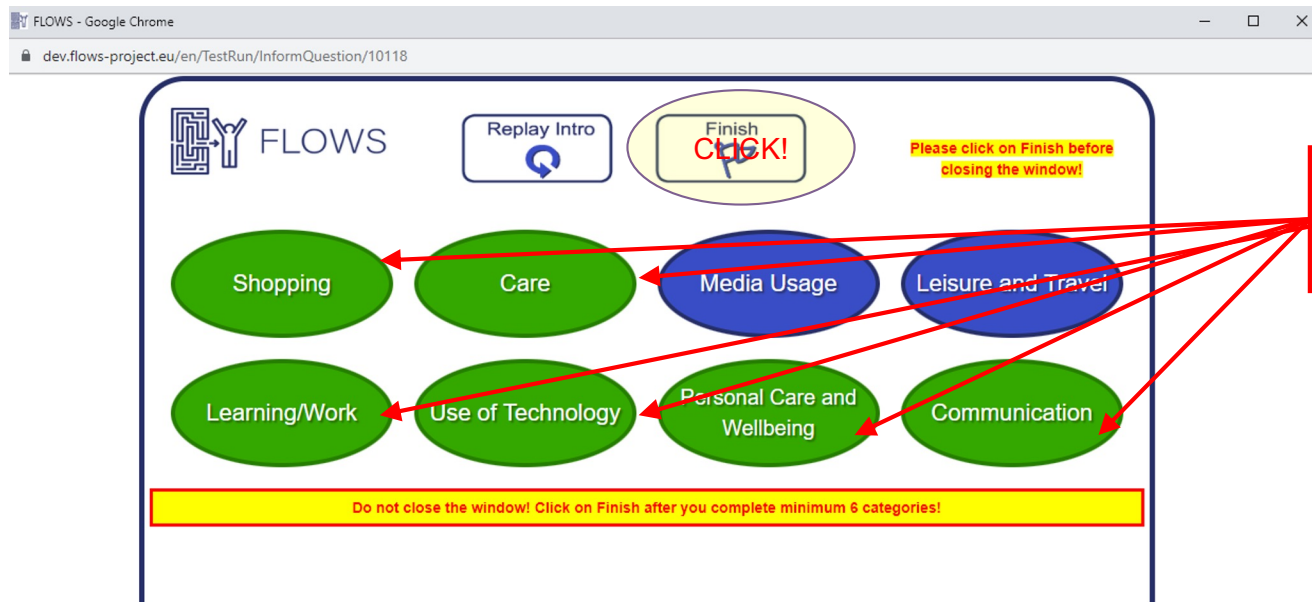 FLOWS - Google Chrome
dev.flows-project.eu/en/TestRun/InformQuestion/10118
FLOWS
Replay Intro
Finish
CLICK!
Please click on Finish before
closing the window!
Shopping
Care
Media Usage
Leisure and Travel
Learning/Work
Use of Technology
Personal Care and
Wellbeing
Communication
Do not close the window! Click on Finish after you complete minimum 6 categories!